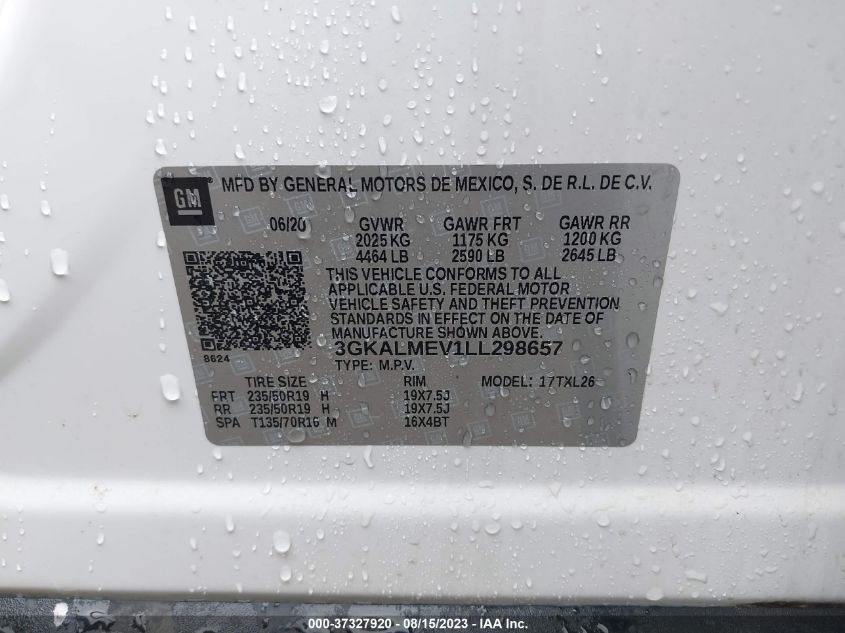 GM MFD BY GENERAL MOTORS DE MEXICO, S. DE R.L. DE C.V.
06/20 GVWR GAWR FRT GAWR RR
2025 KG 1175 KG 1200 KG
4464 LB 2590 LB 2645 LB
THIS VEHICLE CONFORMS TO ALL
APPLICABLE U.S. FEDERAL MOTOR
VEHICLE SAFETY AND THEFT PREVENTION
STANDARDS IN EFFECT ON THE DATE OF
MANUFACTURE SHOWN ABOVE.
8624 3GKALMEV1LL298657
TYPE: M.P.V.
TIRE SIZE RIM MODEL: 17TXL26
FRT 235/50R19 H 19X7.5J
RR 235/50R19 H 19X7.5J
SPA T135/70R16 M 16X4BT
000-37327920 - 08/15/2023 - IAA Inc.